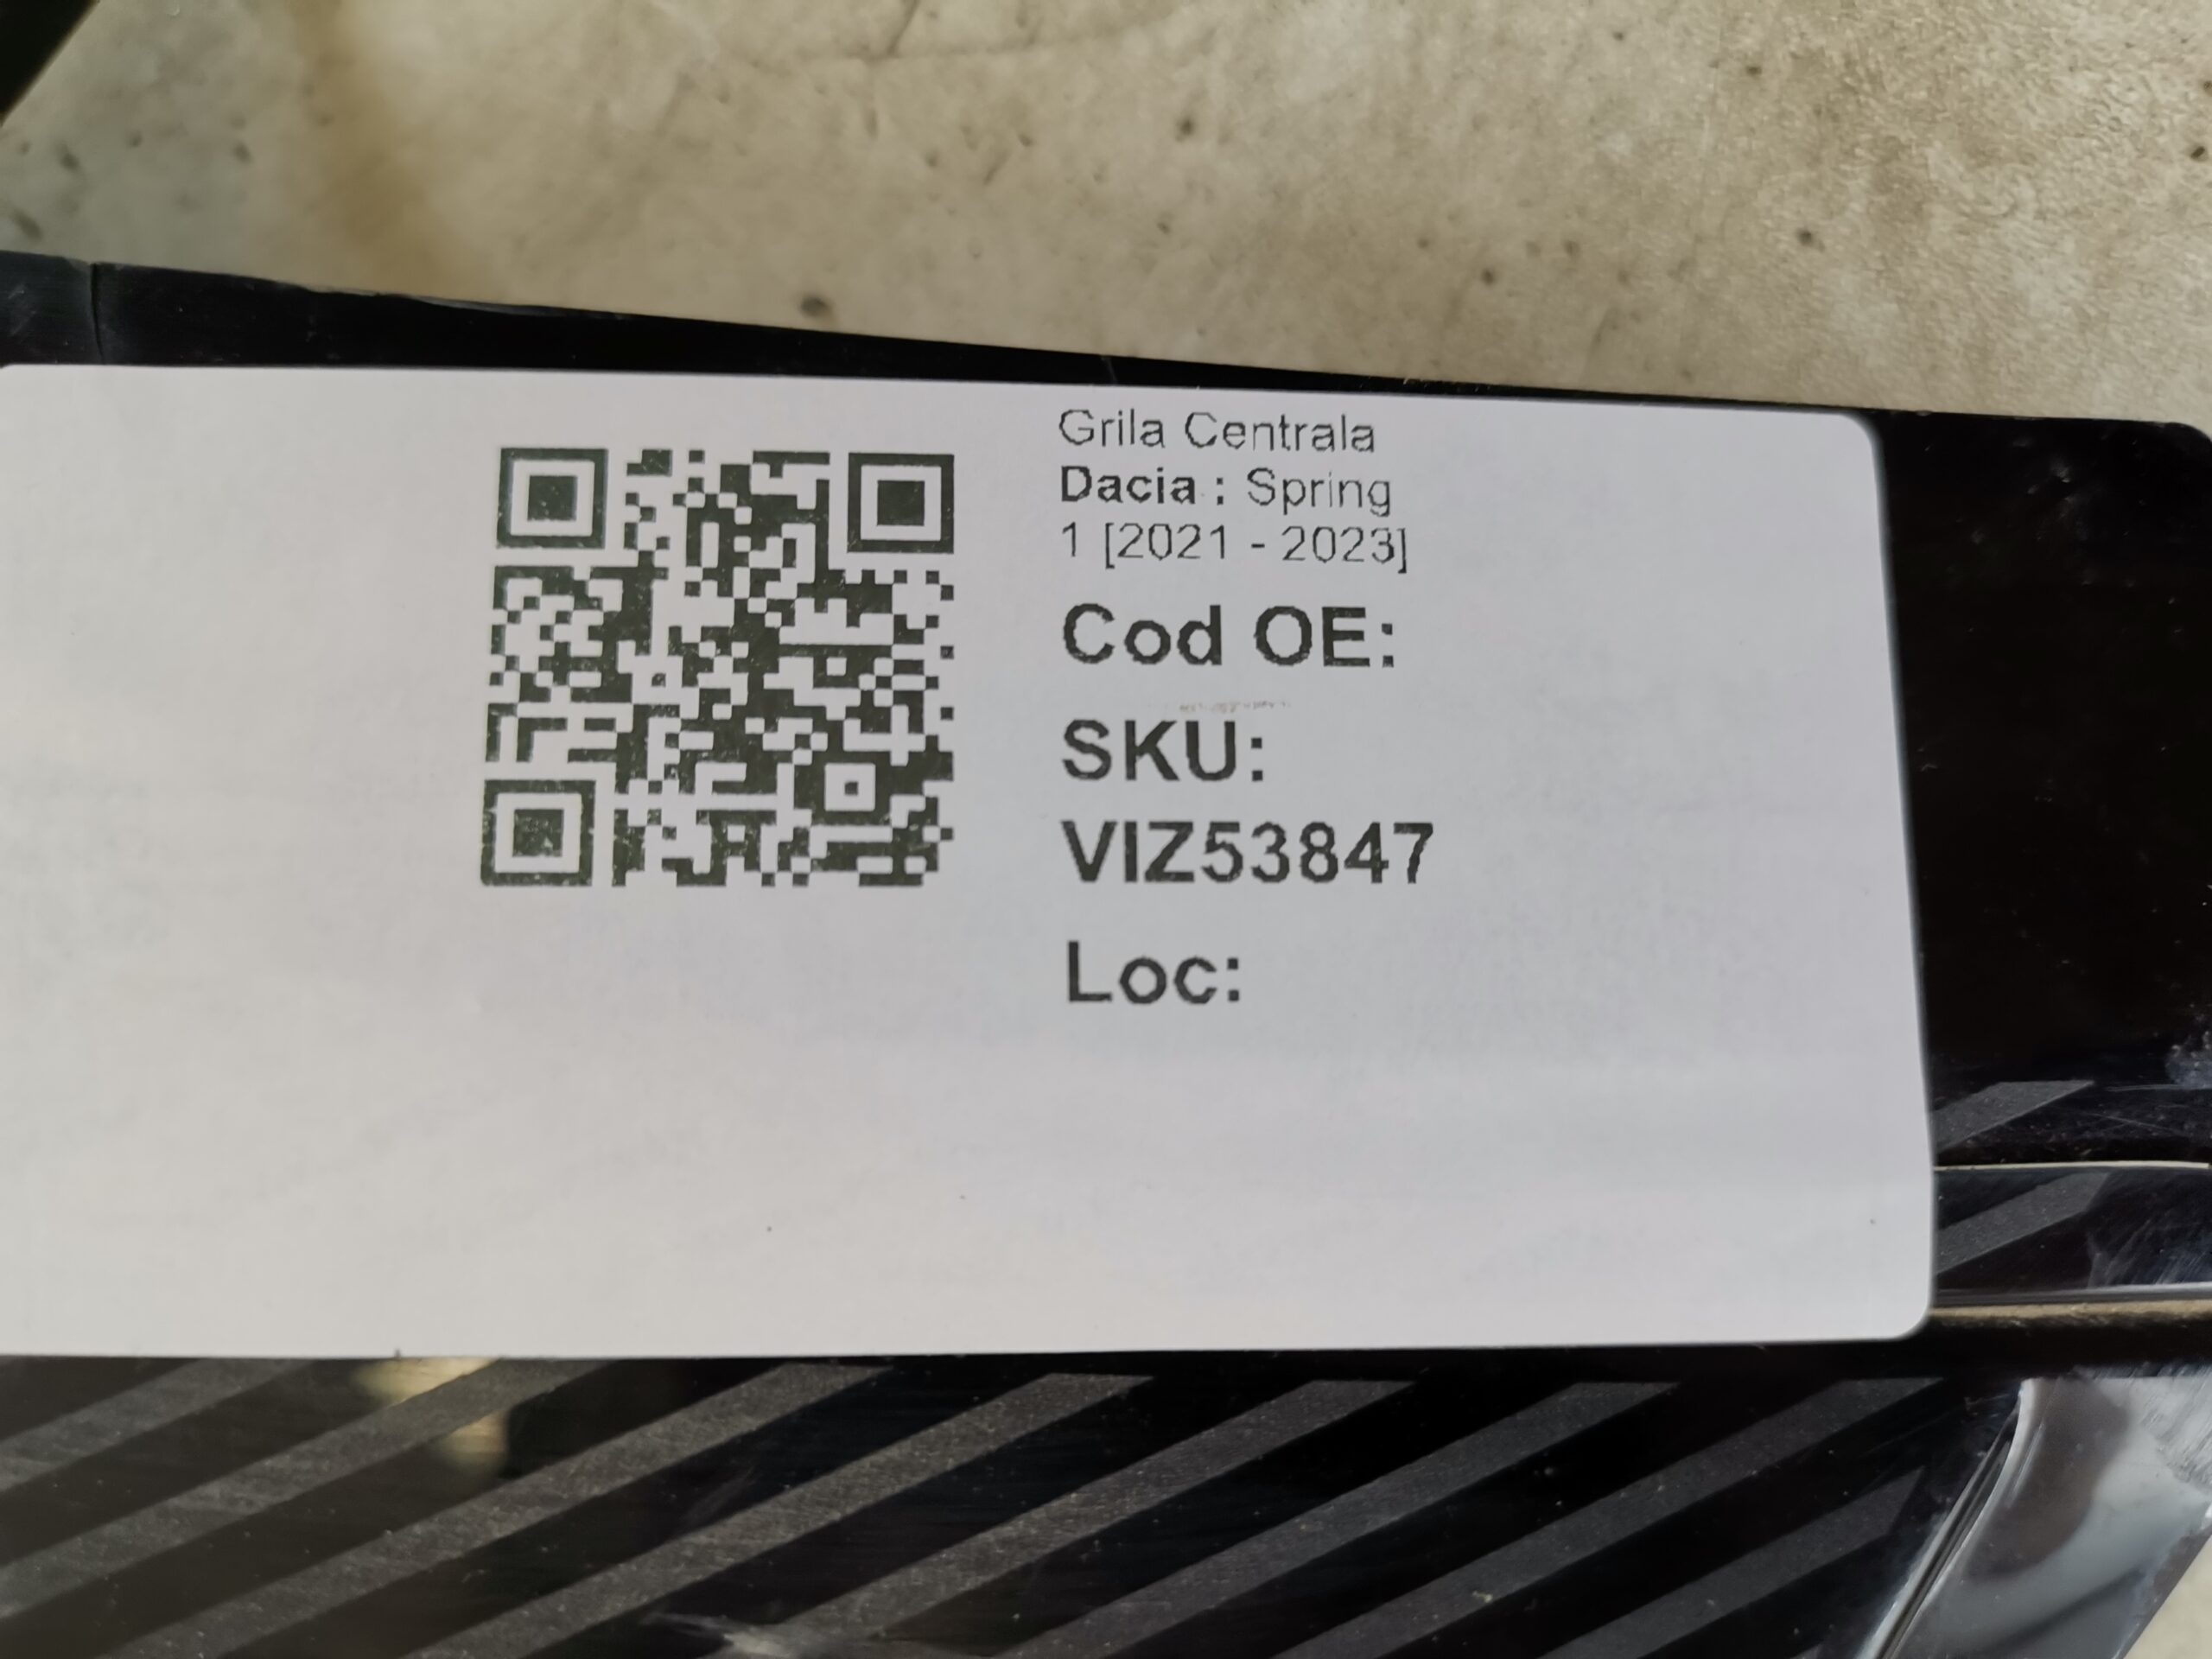 Grila Centrala
Dacia : Spring
1 [2021 - 2023]
Cod OE:
SKU:
VIZ53847
Loc: